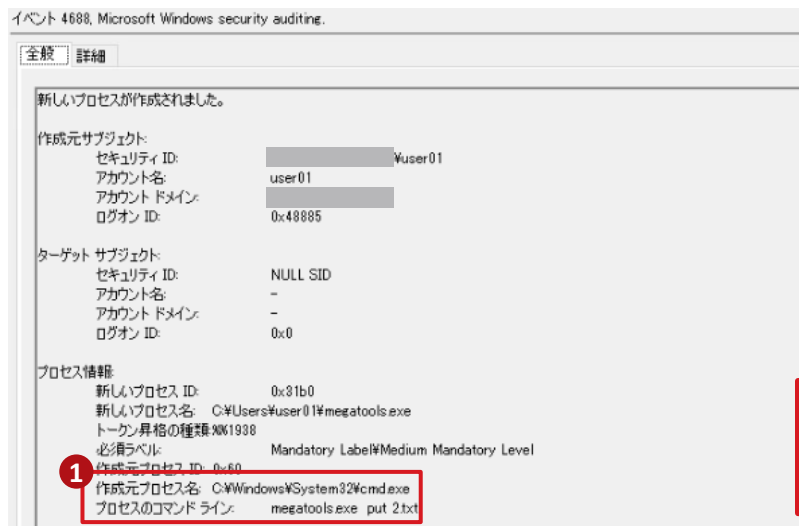 イベント 4688, Microsoft Windows security auditing.
全般 詳細
新しいプロセスが作成されました。
作成元サブジェクト:
セキュリティ ID: ¥user01
アカウント名: user01
アカウント ドメイン:
ログオン ID: 0x48885
ターゲット サブジェクト:
セキュリティ ID: NULL SID
アカウント名: -
アカウント ドメイン: -
ログオン ID: 0x0
プロセス情報:
新しいプロセス ID: 0x31b0
新しいプロセス名: C:¥Users¥user01¥megatools.exe
トークン昇格の種類: %%1938
必須ラベル: Mandatory Label¥Medium Mandatory Level
作成元プロセス ID: 0x60
1
作成元プロセス名: C:¥Windows¥System32¥cmd.exe
プロセスのコマンド ライン: megatools.exe put 2.txt